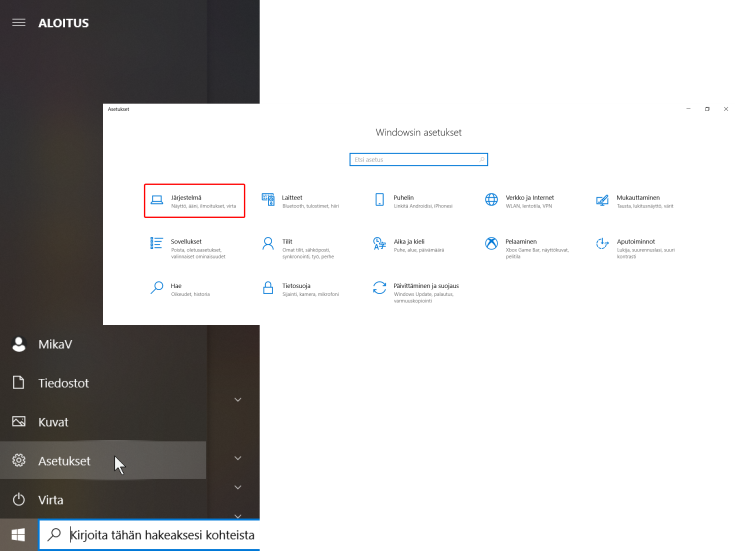 ALOITUS
Asetukset
Windowsin asetukset
Etsi asetus
Järjestelmä
Näyttö, ääni, ilmoitukset, virta
Laitteet
Bluetooth, tulostimet, hiiri
Puhelin
Linkitä Androidisi, iPhonesi
Verkko ja Internet
WLAN, lentotila, VPN
Mukauttaminen
Tausta, lukitusnäyttö, värit
Sovellukset
Poista, oletusasetukset,
valinnaiset ominaisuudet
Tilit
Omat tilit, sähköposti,
synkronointi, työ, perhe
Aika ja kieli
Puhe, alue, päivämäärä
Pelaaminen
Xbox Game Bar, näyttökuvat,
pelitila
Aputoiminnot
Lukija, suurennuslasi, suuri
kontrasti
Hae
Oikeudet, historia
Tietosuoja
Sijainti, kamera, mikrofoni
Päivittäminen ja suojaus
Windows Update, palautus,
varmuuskopiointi
MikaV
Tiedostot
Kuvat
Asetukset
Virta
Kirjoita tähän hakeaksesi kohteista